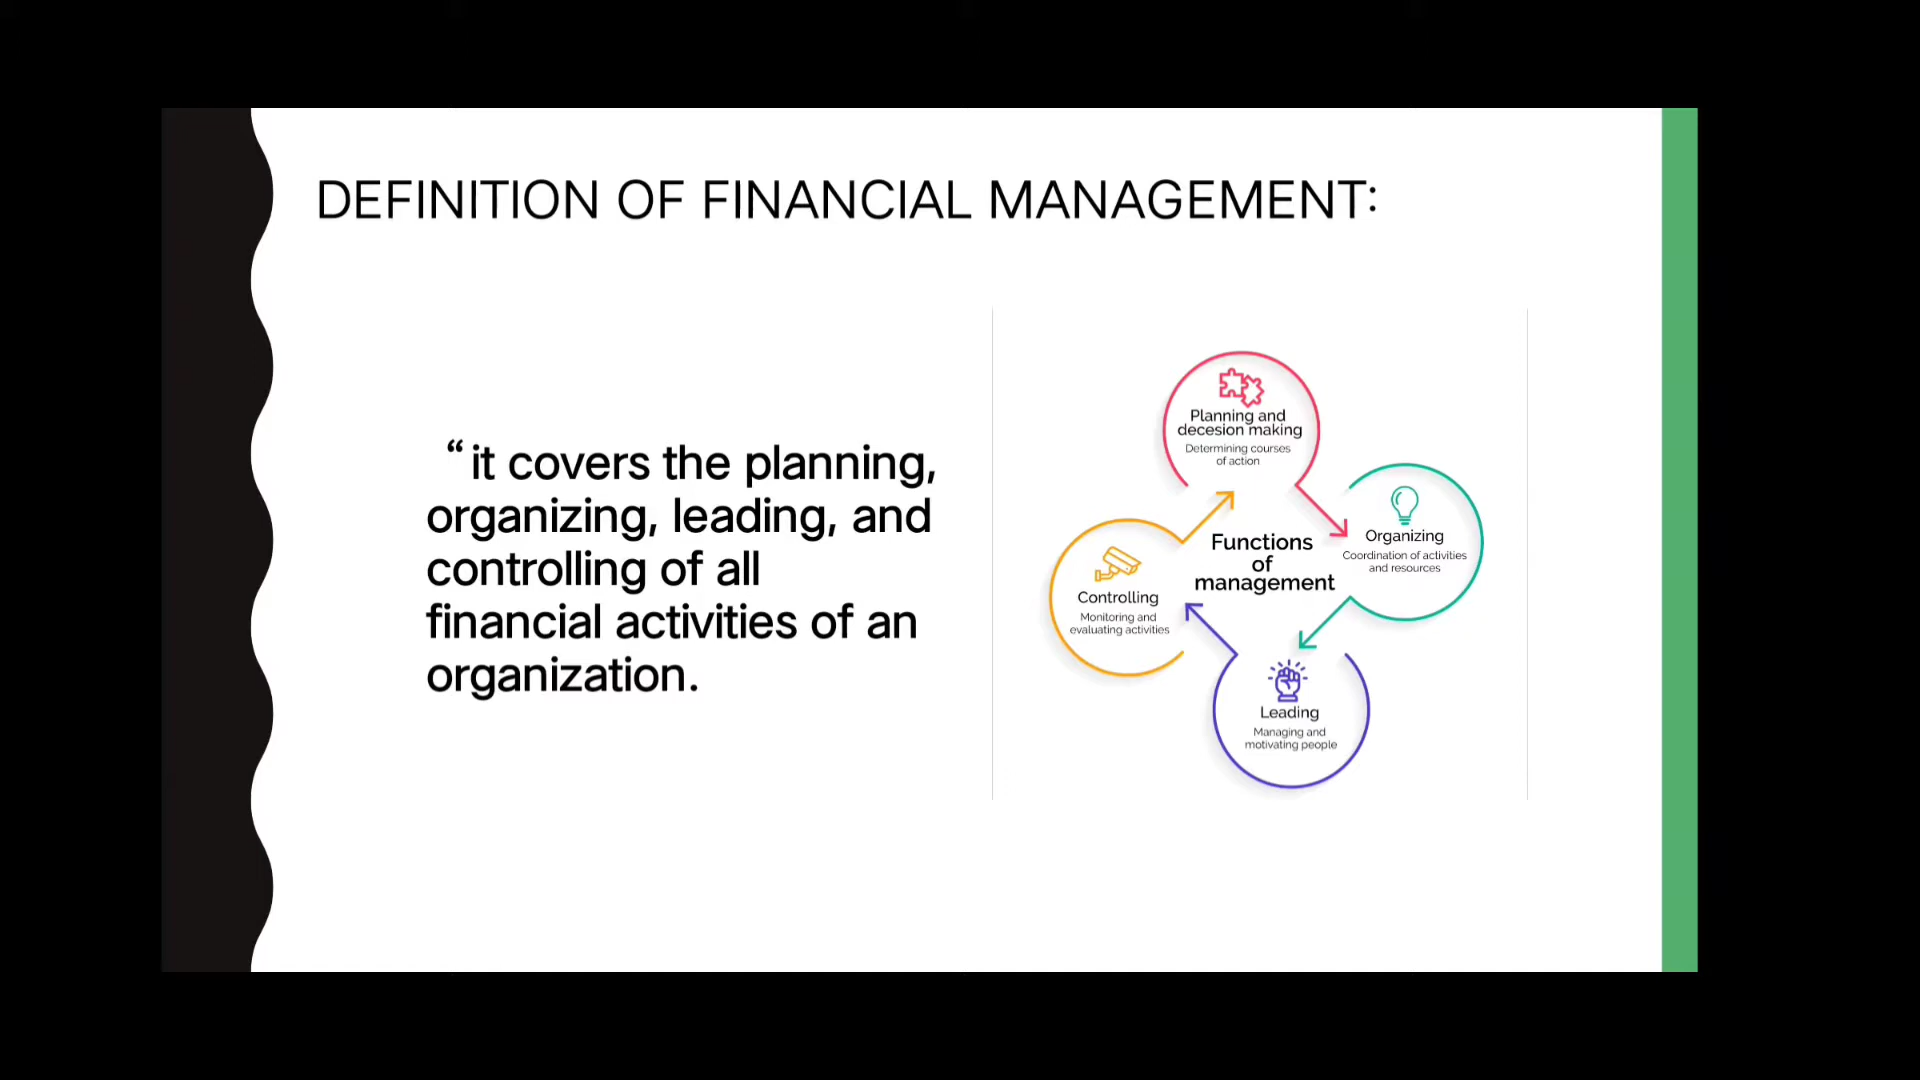 DEFINITION OF FINANCIAL MANAGEMENT:
“ it covers the planning,
organizing, leading, and
controlling of all
financial activities of an
organization.
Planning and
decesion making
Determining courses
of action
Organizing
Coordination of activities
and resources
Functions
of
management
Controlling
Monitoring and
evaluating activities
Leading
Managing and
motivating people